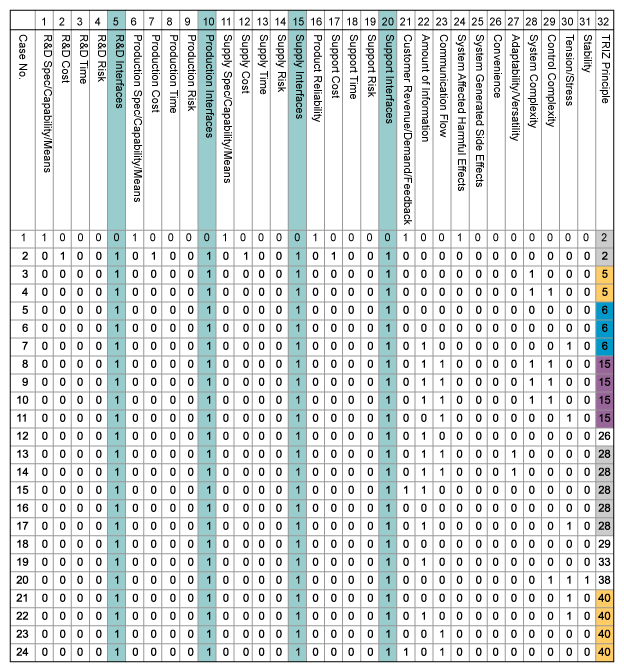 1 2 3 4 5 6 7 8 9 10 11 12 13 14 15 16 17 18 19 20 21 22 23 24 25 26 27 28 29 30 31 32
Case No.
R&D Spec/Capability/Means
R&D Cost
R&D Time
R&D Risk
R&D Interfaces
Production Spec/Capability/Means
Production Cost
Production Time
Production Risk
Production Interfaces
Supply Spec/Capability/Means
Supply Cost
Supply Time
Supply Risk
Supply Interfaces
Product Reliability
Support Cost
Support Time
Support Risk
Support Interfaces
Customer Revenue/Demand/Feedback
Amount of Information
Communication Flow
System Affected Harmful Effects
System Generated Side Effects
Convenience
Adaptability/Versatility
System Complexity
Control Complexity
Tension/Stress
Stability
TRIZ Principle
1 1 0 0 0 0 1 0 0 0 0 1 0 0 0 0 1 0 0 0 0 1 0 0 1 0 0 0 0 0 0 0 2
2 0 1 0 0 1 0 1 0 0 1 0 1 0 0 1 0 1 0 0 1 0 0 0 0 0 0 0 0 0 0 0 2
3 0 0 0 0 1 0 0 0 0 1 0 0 0 0 1 0 0 0 0 1 0 0 0 0 0 0 0 1 0 0 0 5
4 0 0 0 0 1 0 0 0 0 1 0 0 0 0 1 0 0 0 0 1 0 0 0 0 0 0 0 1 1 0 0 5
5 0 0 0 0 1 0 0 0 0 1 0 0 0 0 1 0 0 0 0 1 0 0 0 0 0 0 0 0 0 0 0 6
6 0 0 0 0 1 0 0 0 0 1 0 0 0 0 1 0 0 0 0 1 0 0 0 0 0 0 0 0 0 0 0 6
7 0 0 0 0 1 0 0 0 0 1 0 0 0 0 1 0 0 0 0 1 0 1 0 0 0 0 0 0 0 1 0 6
8 0 0 0 0 1 0 0 0 0 1 0 0 0 0 1 0 0 0 0 1 0 1 1 0 0 0 0 1 1 0 0 15
9 0 0 0 0 1 0 0 0 0 1 0 0 0 0 1 0 0 0 0 1 0 1 1 0 0 0 0 1 1 0 0 15
10 0 0 0 0 1 0 0 0 0 1 0 0 0 0 1 0 0 0 0 1 0 1 1 0 0 0 0 1 1 0 0 15
11 0 0 0 0 1 0 0 0 0 1 0 0 0 0 1 0 0 0 0 1 0 0 1 0 0 0 0 0 0 1 0 15
12 0 0 0 0 1 0 0 0 0 1 0 0 0 0 1 0 0 0 0 1 0 1 0 0 0 0 0 0 0 0 0 26
13 0 0 0 0 1 0 0 0 0 1 0 0 0 0 1 0 0 0 0 1 0 1 1 0 0 0 1 0 0 0 0 28
14 0 0 0 0 1 0 0 0 0 1 0 0 0 0 1 0 0 0 0 1 0 1 1 0 0 0 1 0 0 0 0 28
15 0 0 0 0 1 0 0 0 0 1 0 0 0 0 1 0 0 0 0 1 1 1 0 0 0 0 0 0 0 0 0 28
16 0 0 0 0 1 0 0 0 0 1 0 0 0 0 1 0 0 0 0 1 0 0 0 0 0 0 0 0 0 0 0 28
17 0 0 0 0 1 0 0 0 0 1 0 0 0 0 1 0 0 0 0 1 0 1 0 0 0 0 0 0 0 1 0 28
18 0 0 0 0 1 0 0 0 0 1 0 0 0 0 1 0 0 0 0 1 0 0 0 0 0 0 0 0 0 0 0 29
19 0 0 0 0 1 0 0 0 0 1 0 0 0 0 1 0 0 0 0 1 0 1 0 0 0 0 0 0 0 0 0 33
20 0 0 0 0 1 0 0 0 0 1 0 0 0 0 1 0 0 0 0 1 0 0 0 0 0 0 0 0 1 1 1 38
21 0 0 0 0 1 0 0 0 0 1 0 0 0 0 1 0 0 0 0 1 0 0 0 0 0 0 0 0 0 1 0 40
22 0 0 0 0 1 0 0 0 0 1 0 0 0 0 1 0 0 0 0 1 0 1 0 0 0 0 0 0 0 1 0 40
23 0 0 0 0 1 0 0 0 0 1 0 0 0 0 1 0 0 0 0 1 0 0 1 0 0 0 0 0 0 0 0 40
24 0 0 0 0 1 0 0 0 0 1 0 0 0 0 1 0 0 0 0 1 1 0 1 0 0 0 0 0 0 0 0 40